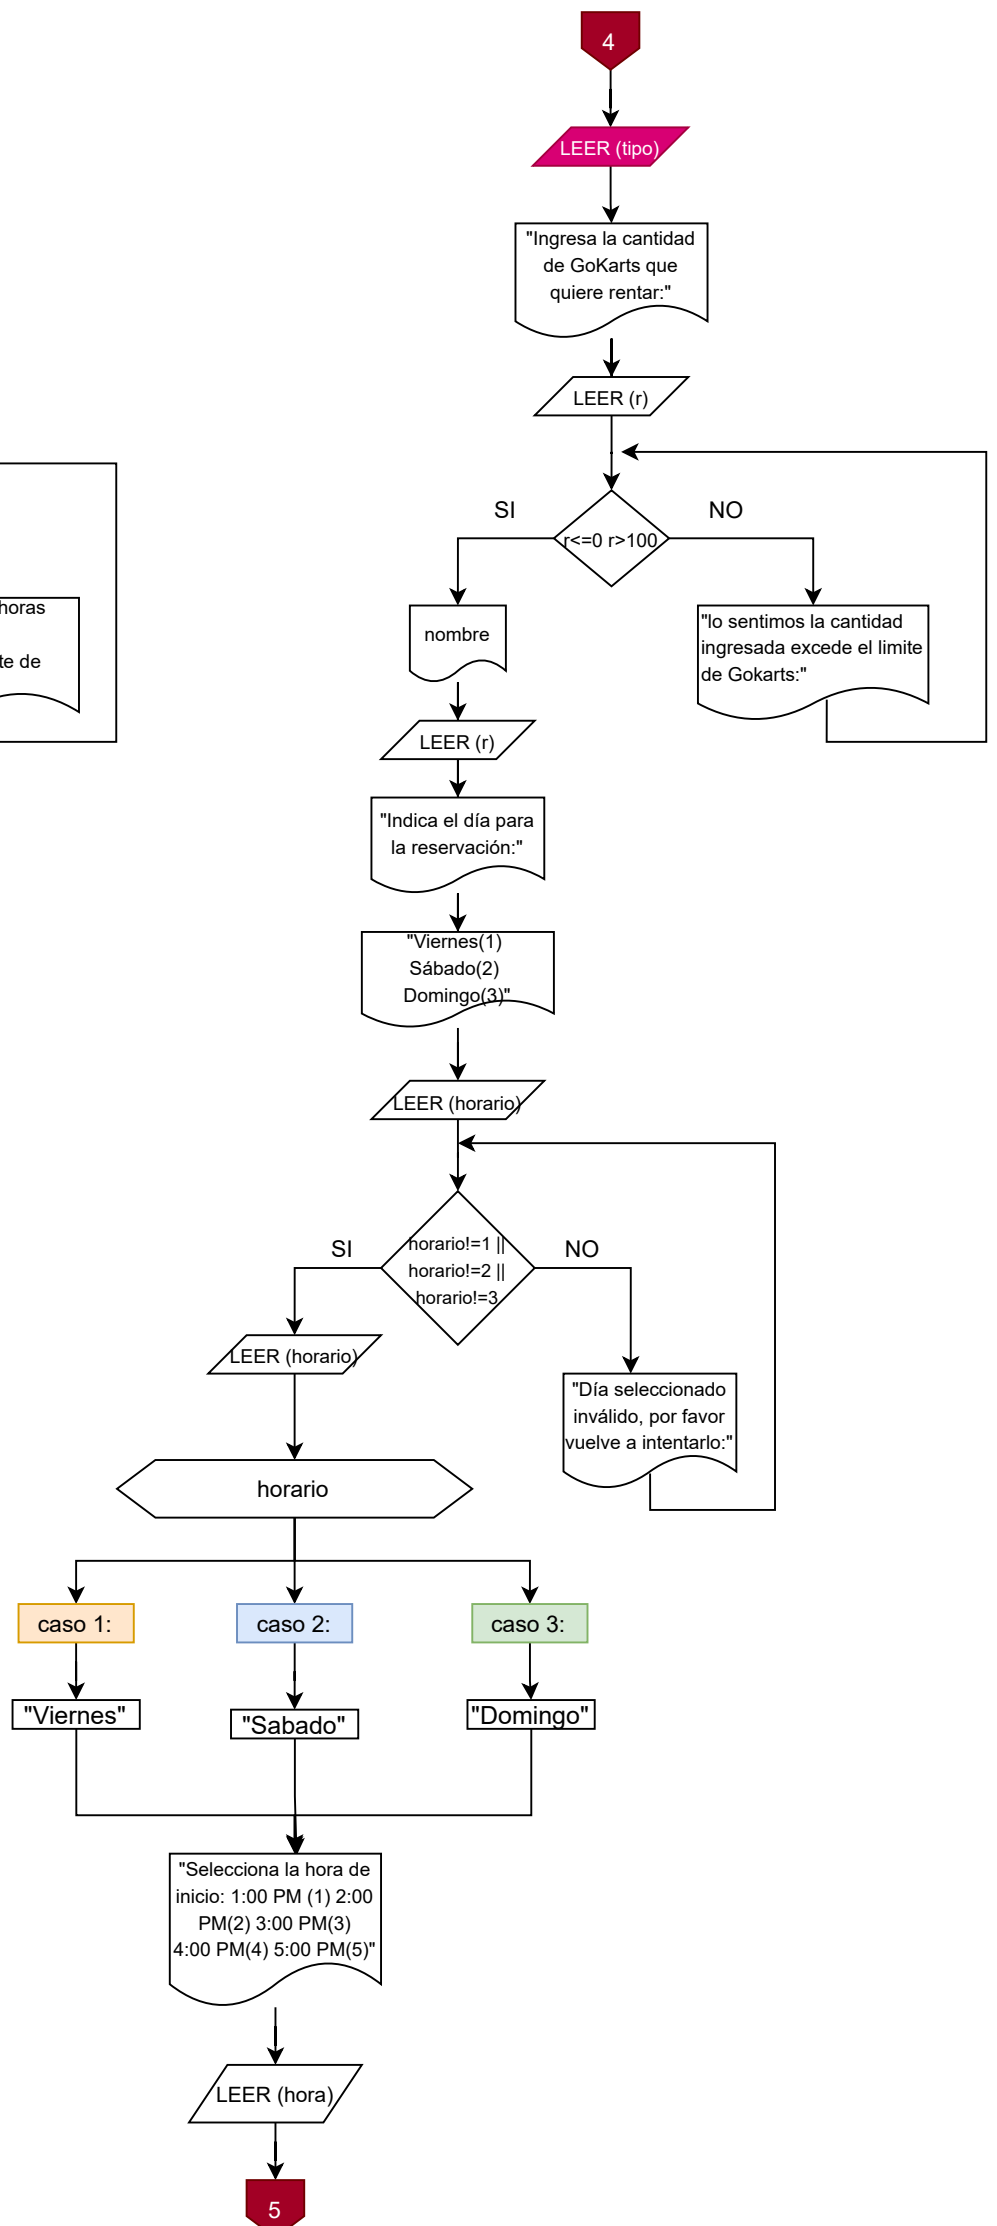 4
LEER (tipo)
"Ingresa la cantidad
de GoKarts que
quiere rentar:"
LEER (r)
SI
NO
r<=0 r>100
horas
te de
nombre
"lo sentimos la cantidad
ingresada excede el limite
de Gokarts:"
LEER (r)
"Indica el día para
la reservación:"
"Viernes(1)
Sábado(2)
Domingo(3)"
LEER (horario)
SI
NO
horario!=1 ||
horario!=2 ||
horario!=3
LEER (horario)
"Día seleccionado
inválido, por favor
vuelve a intentarlo:"
horario
caso 1:
caso 2:
caso 3:
"Viernes"
"Sabado"
"Domingo"
"Selecciona la hora de
inicio: 1:00 PM (1) 2:00
PM(2) 3:00 PM(3)
4:00 PM(4) 5:00 PM(5)"
LEER (hora)
5